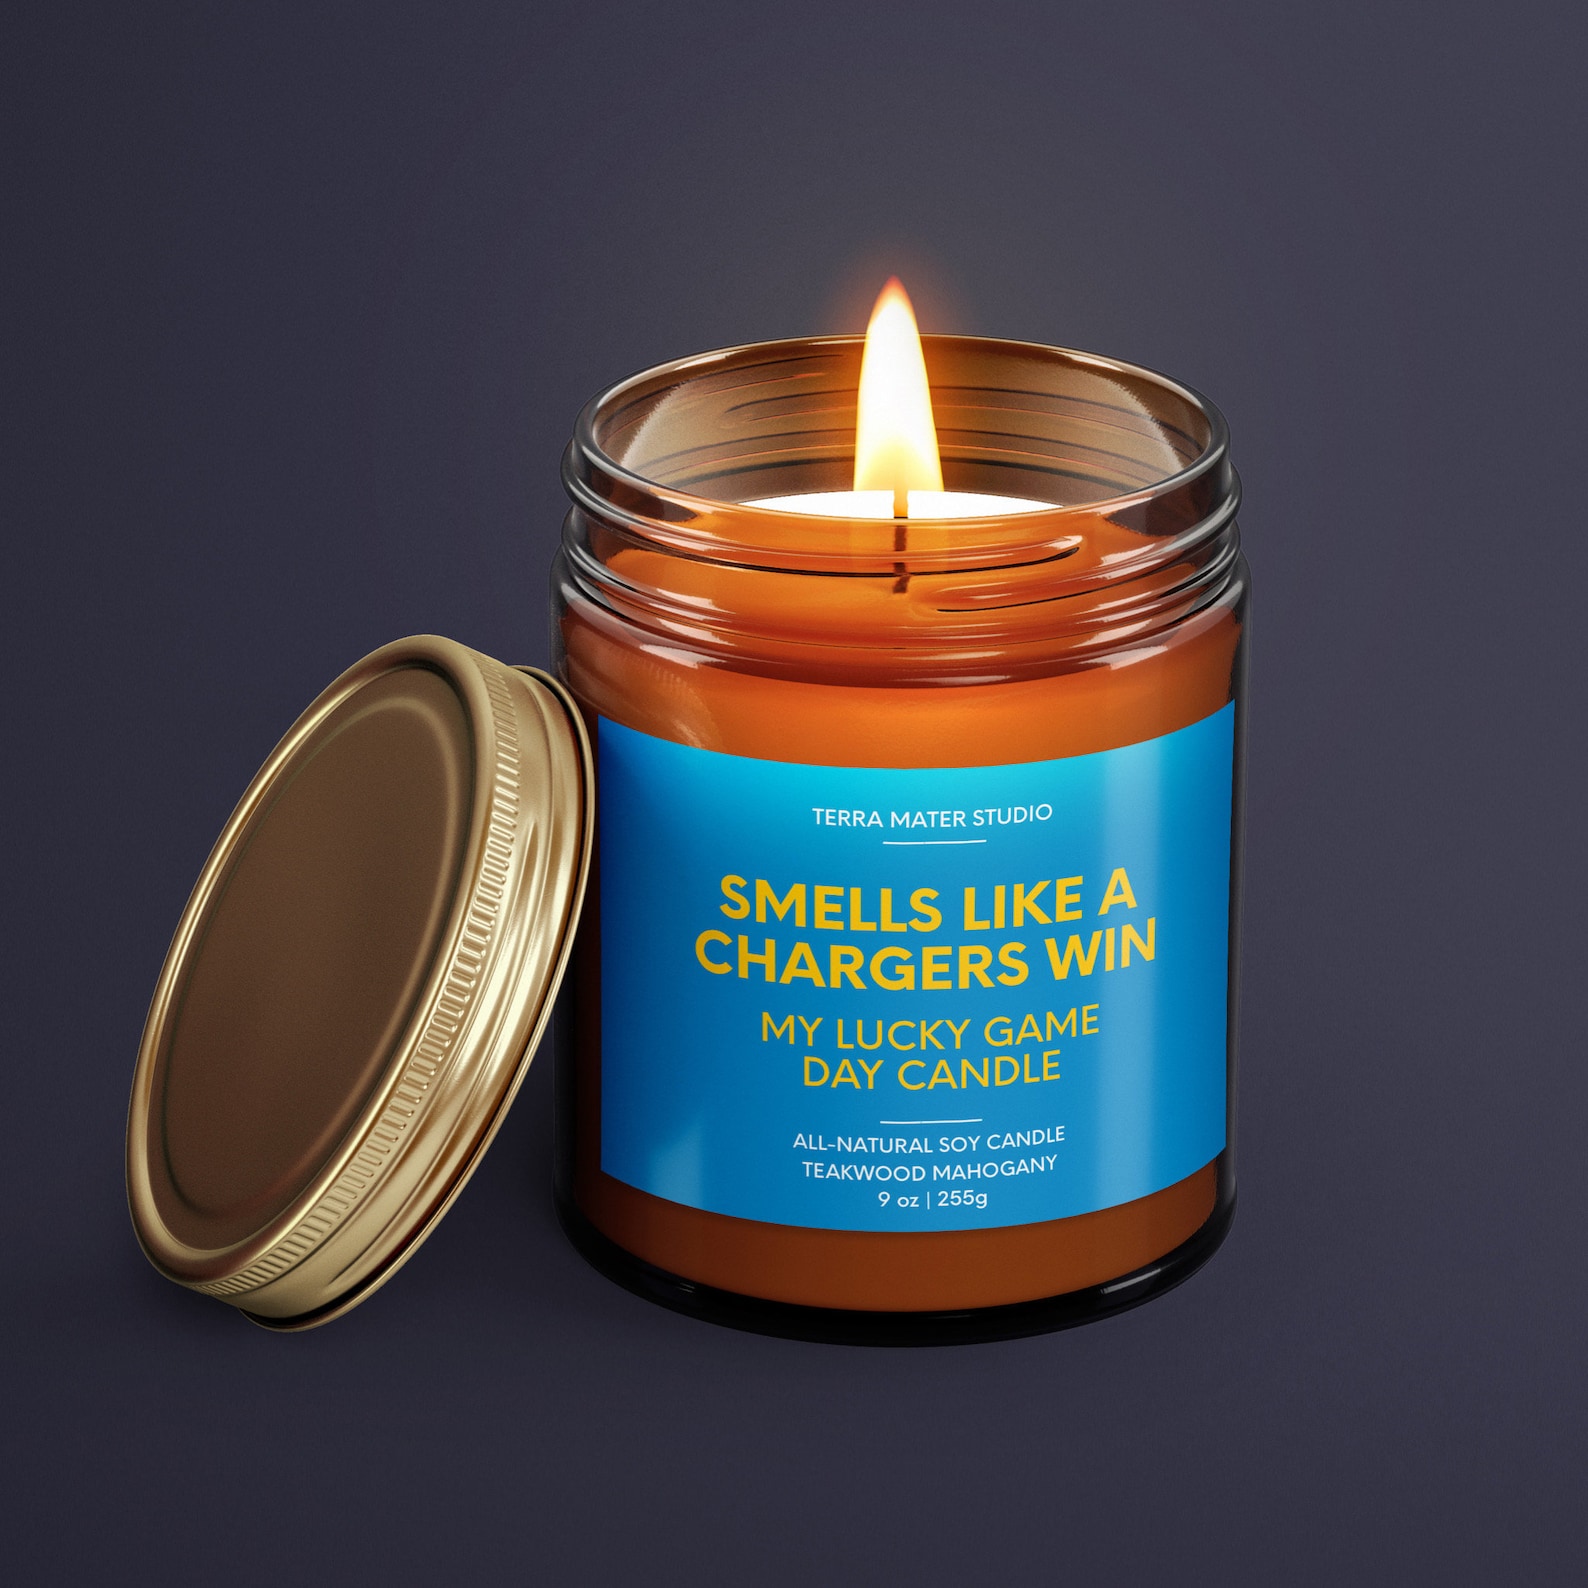 TERRA MATER STUDIO
SMELLS LIKE A
CHARGERS WIN
MY LUCKY GAME
DAY CANDLE
ALL-NATURAL SOY CANDLE
TEAKWOOD MAHOGANY
9 oz | 255g